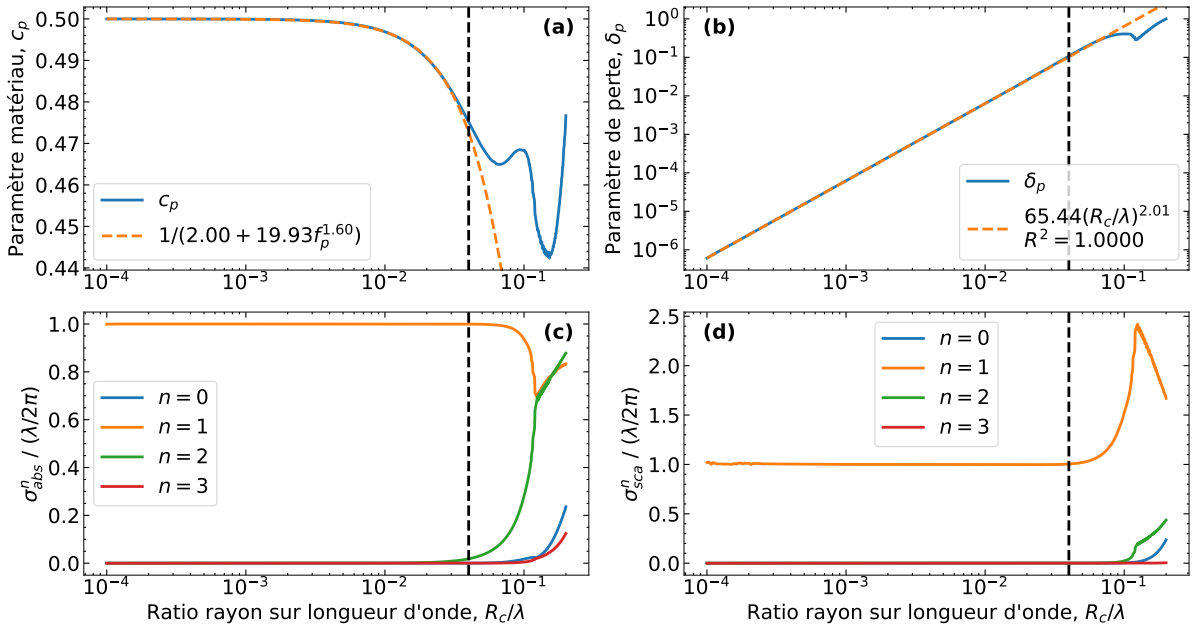 (a)
Paramètre matériau, c_p
0.50
0.49
0.48
0.47
0.46
0.45
0.44
c_p
1/(2.00 + 19.93f_p^{1.60})
10^{-4}
10^{-3}
10^{-2}
10^{-1}
(b)
Paramètre de perte, δ_p
10^0
10^{-1}
10^{-2}
10^{-3}
10^{-4}
10^{-5}
10^{-6}
δ_p
65.44(R_c/λ)^{2.01}
R^2 = 1.0000
10^{-4}
10^{-3}
10^{-2}
10^{-1}
(c)
σ^n_{abs} / (λ/2π)
1.0
0.8
0.6
0.4
0.2
0.0
n = 0
n = 1
n = 2
n = 3
10^{-4}
10^{-3}
10^{-2}
10^{-1}
Ratio rayon sur longueur d'onde, R_c/λ
(d)
σ^n_{sca} / (λ/2π)
2.5
2.0
1.5
1.0
0.5
0.0
n = 0
n = 1
n = 2
n = 3
10^{-4}
10^{-3}
10^{-2}
10^{-1}
Ratio rayon sur longueur d'onde, R_c/λ